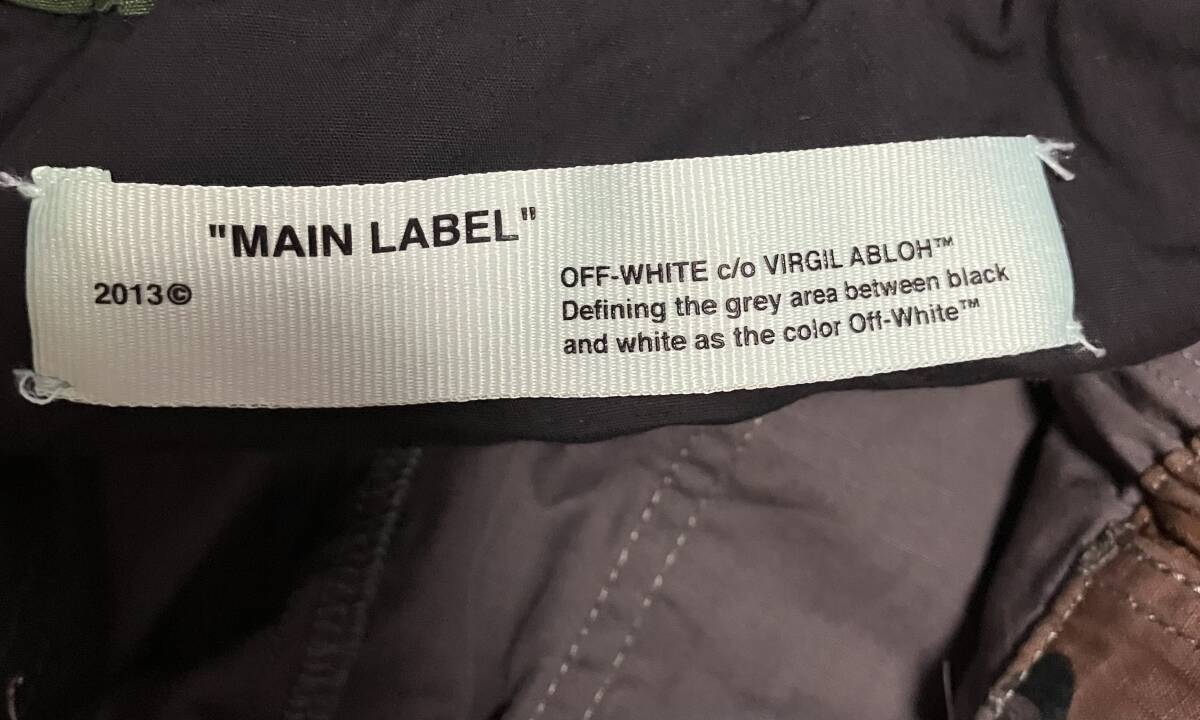 "MAIN LABEL"
2013©
OFF-WHITE c/o VIRGIL ABLOH™
Defining the grey area between black
and white as the color Off-White™